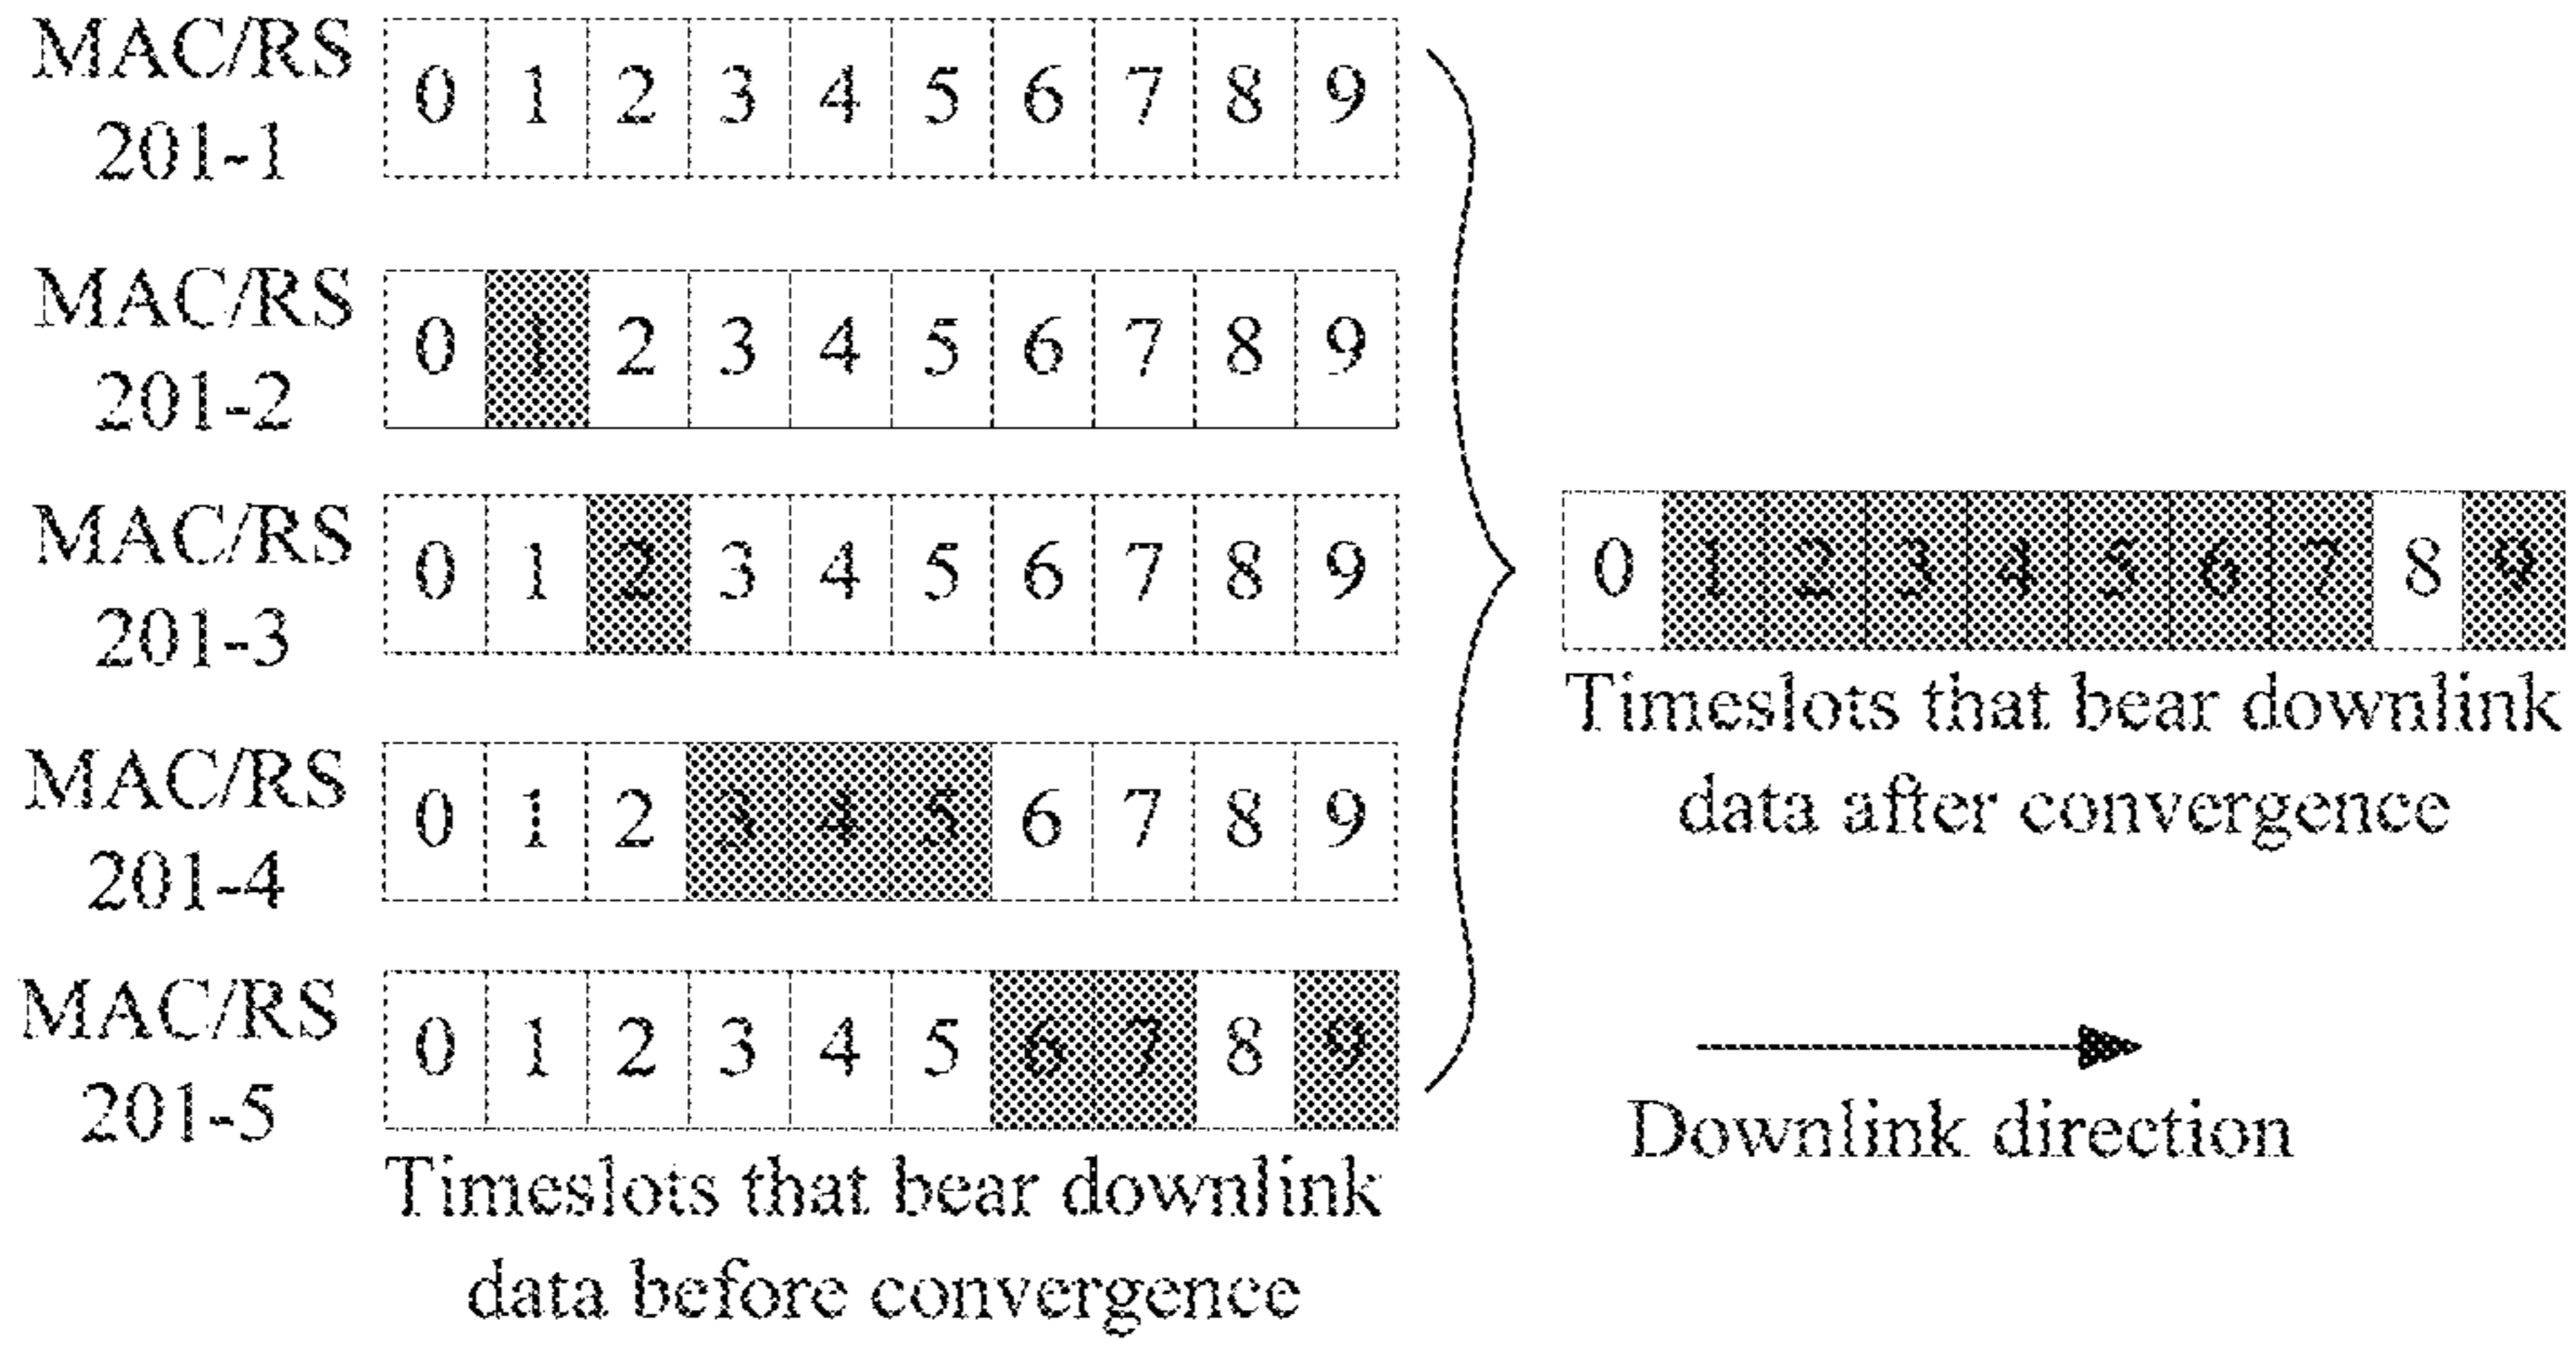 MAC/RS
201-1
0 1 2 3 4 5 6 7 8 9
MAC/RS
201-2
0 1 2 3 4 5 6 7 8 9
MAC/RS
201-3
0 1 2 3 4 5 6 7 8 9
MAC/RS
201-4
0 1 2 3 4 5 6 7 8 9
MAC/RS
201-5
0 1 2 3 4 5 6 7 8 9
Timeslots that bear downlink
data before convergence
0 1 2 3 4 5 6 7 8 9
Timeslots that bear downlink
data after convergence
Downlink direction